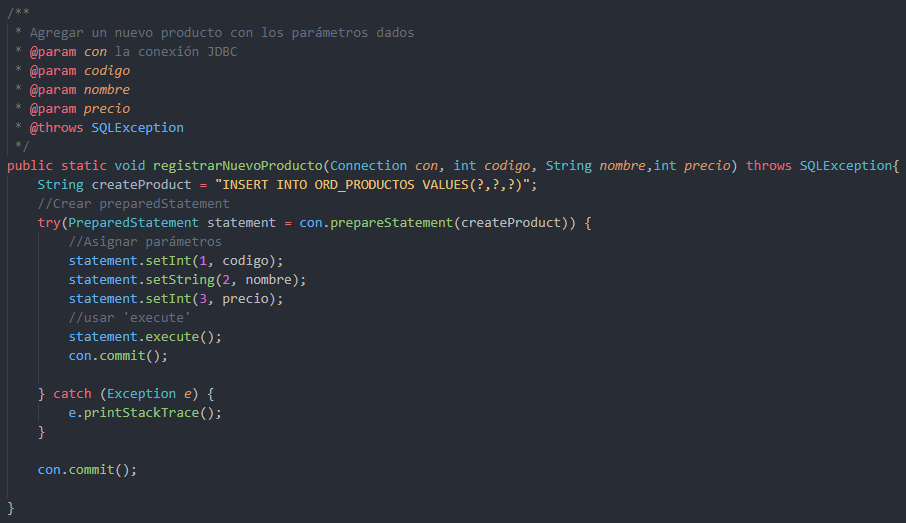 /**
 * Agregar un nuevo producto con los parámetros dados
 * @param con la conexión JDBC
 * @param codigo
 * @param nombre
 * @param precio
 * @throws SQLException
 */
public static void registrarNuevoProducto(Connection con, int codigo, String nombre,int precio) throws SQLException{
    String createProduct = "INSERT INTO ORD_PRODUCTOS VALUES(?,?,?)";
    //Crear preparedStatement
    try(PreparedStatement statement = con.prepareStatement(createProduct)) {
        //Asignar parámetros
        statement.setInt(1, codigo);
        statement.setString(2, nombre);
        statement.setInt(3, precio);
        //usar 'execute'
        statement.execute();
        con.commit();

    } catch (Exception e) {
        e.printStackTrace();
    }

    con.commit();

}